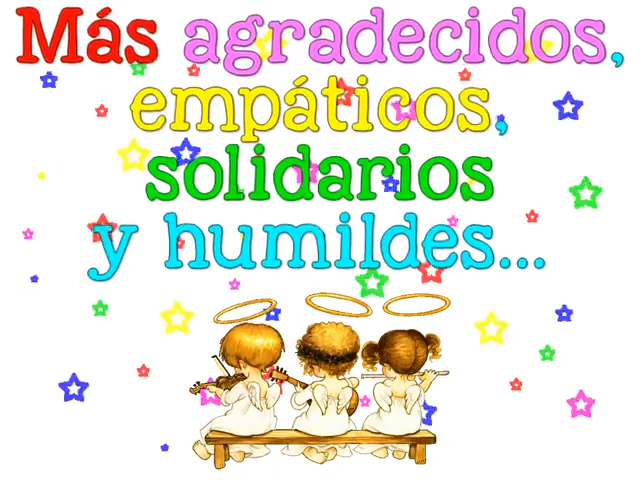 Más agradecidos,
empáticos,
solidarios
y humildes...